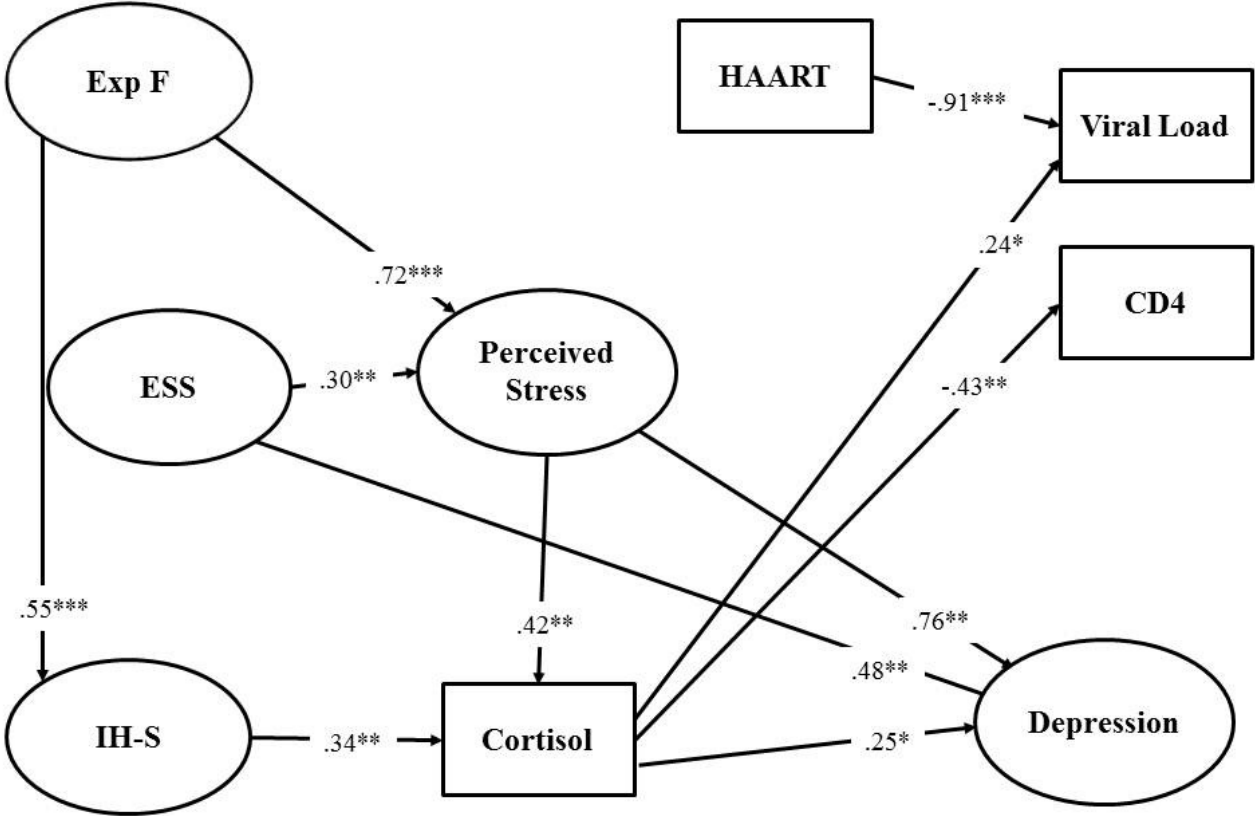 Exp F
HAART
-.91***
Viral Load
.24*
.72***
CD4
Perceived
Stress
ESS
.30**
-.43**
.55***
.42**
.76**
.48**
IH-S
.34**
Cortisol
.25*
Depression